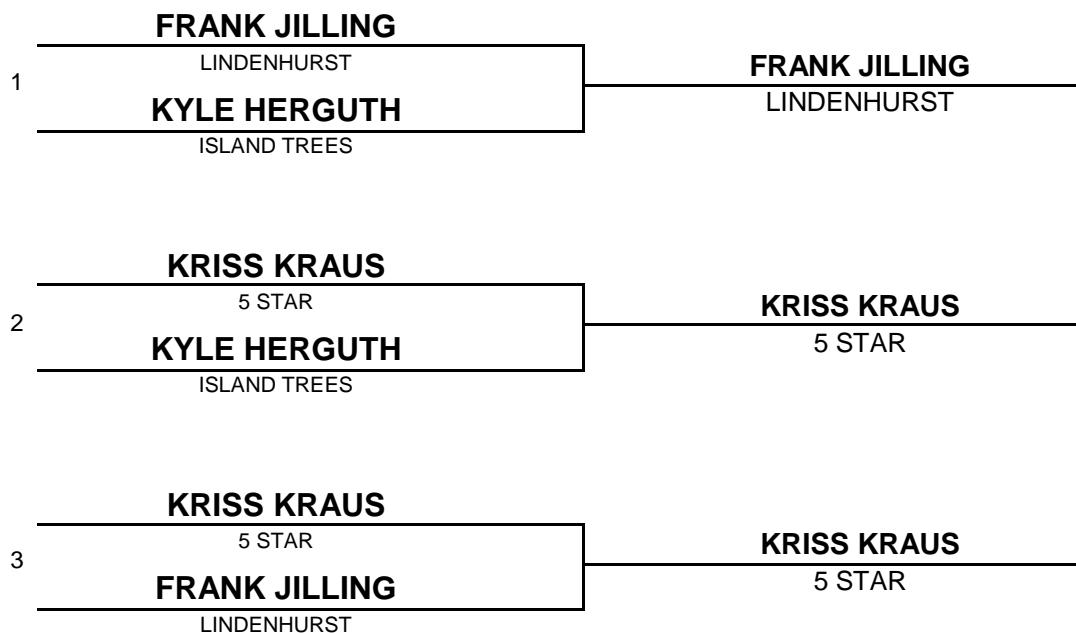 FRANK JILLING
LINDENHURST
1
FRANK JILLING
LINDENHURST
KYLE HERGUTH
ISLAND TREES
KRISS KRAUS
5 STAR
2
KRISS KRAUS
5 STAR
KYLE HERGUTH
ISLAND TREES
KRISS KRAUS
5 STAR
3
KRISS KRAUS
5 STAR
FRANK JILLING
LINDENHURST